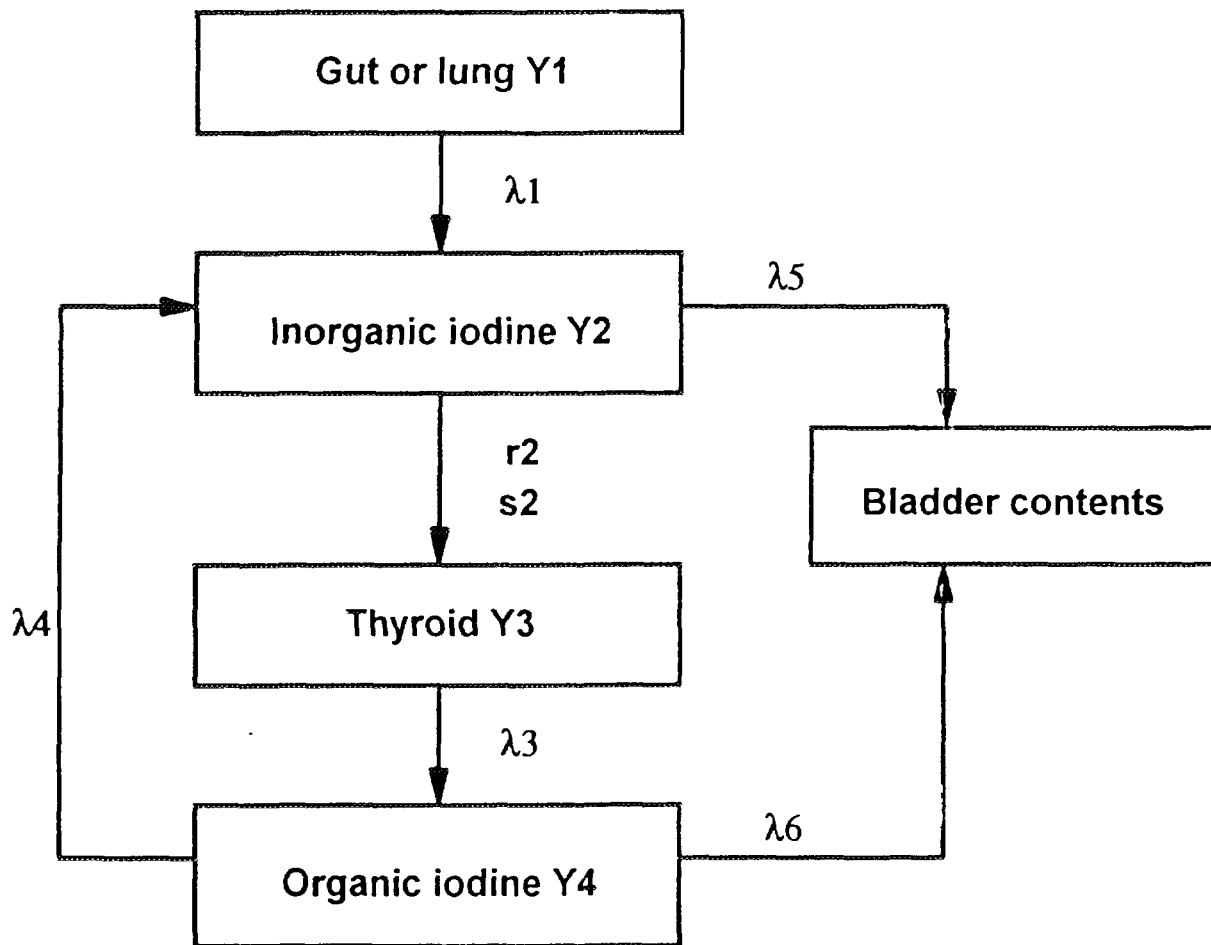 Gut or lung Y1
λ1
Inorganic iodine Y2
λ5
r2
s2
Bladder contents
Thyroid Y3
λ4
λ3
Organic iodine Y4
λ6